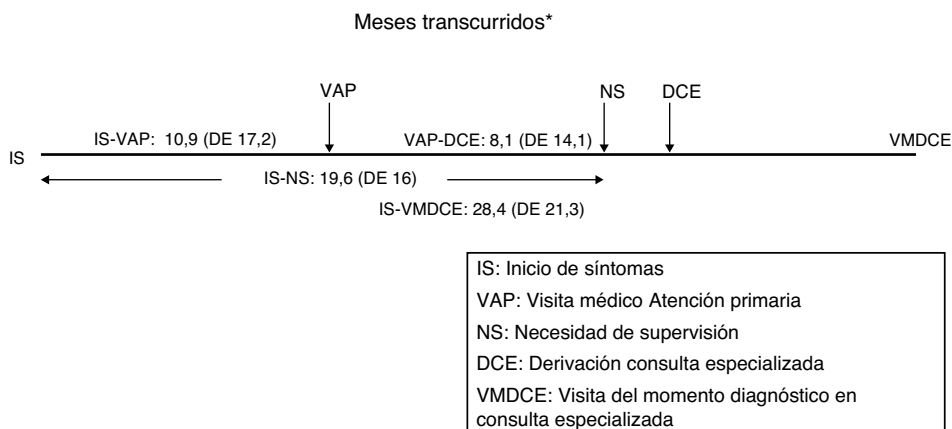 Meses transcurridos*
VAP
NS
DCE
IS-VAP: 10,9 (DE 17,2)
VAP-DCE: 8,1 (DE 14,1)
VMDCE
IS
IS-NS: 19,6 (DE 16)
IS-VMDCE: 28,4 (DE 21,3)
IS: Inicio de síntomas
VAP: Visita médico Atención primaria
NS: Necesidad de supervisión
DCE: Derivación consulta especializada
VMDCE: Visita del momento diagnóstico en
consulta especializada